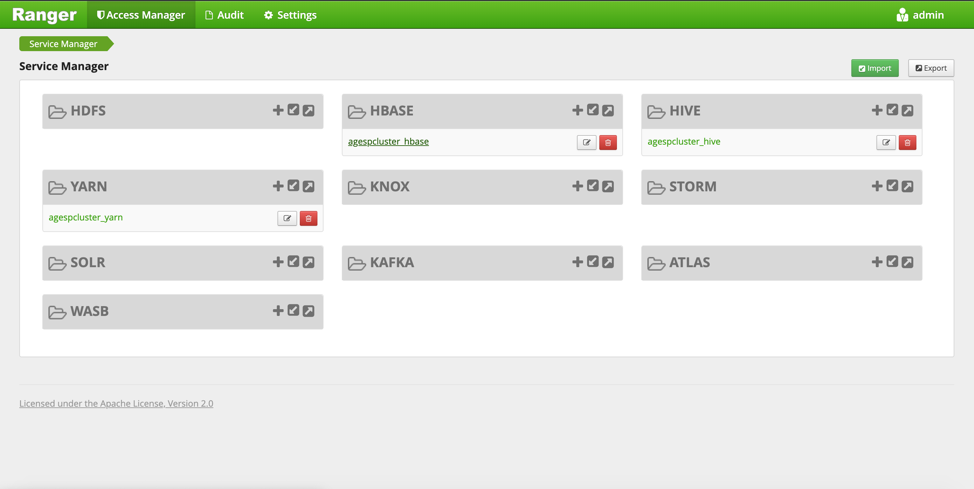 Ranger Access Manager Audit Settings admin
Service Manager
Service Manager Import Export
HDFS HBASE HIVE
agespcluster_hbase agespcluster_hive
YARN KNOX STORM
agespcluster_yarn
SOLR KAFKA ATLAS
WASB
Licensed under the Apache License, Version 2.0